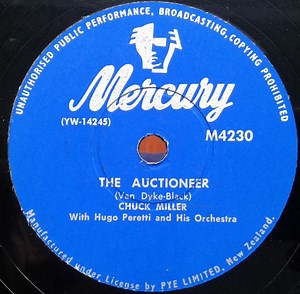 UNAUTHORISED PUBLIC PERFORMANCE, BROADCASTING, COPYING PROHIBITED
Mercury
(YW-14245)
M4230
THE AUCTIONEER
(Van Dyke-Black)
CHUCK MILLER
With Hugo Peretti and His Orchestra
Manufactured under License by PYE LIMITED, New Zealand.